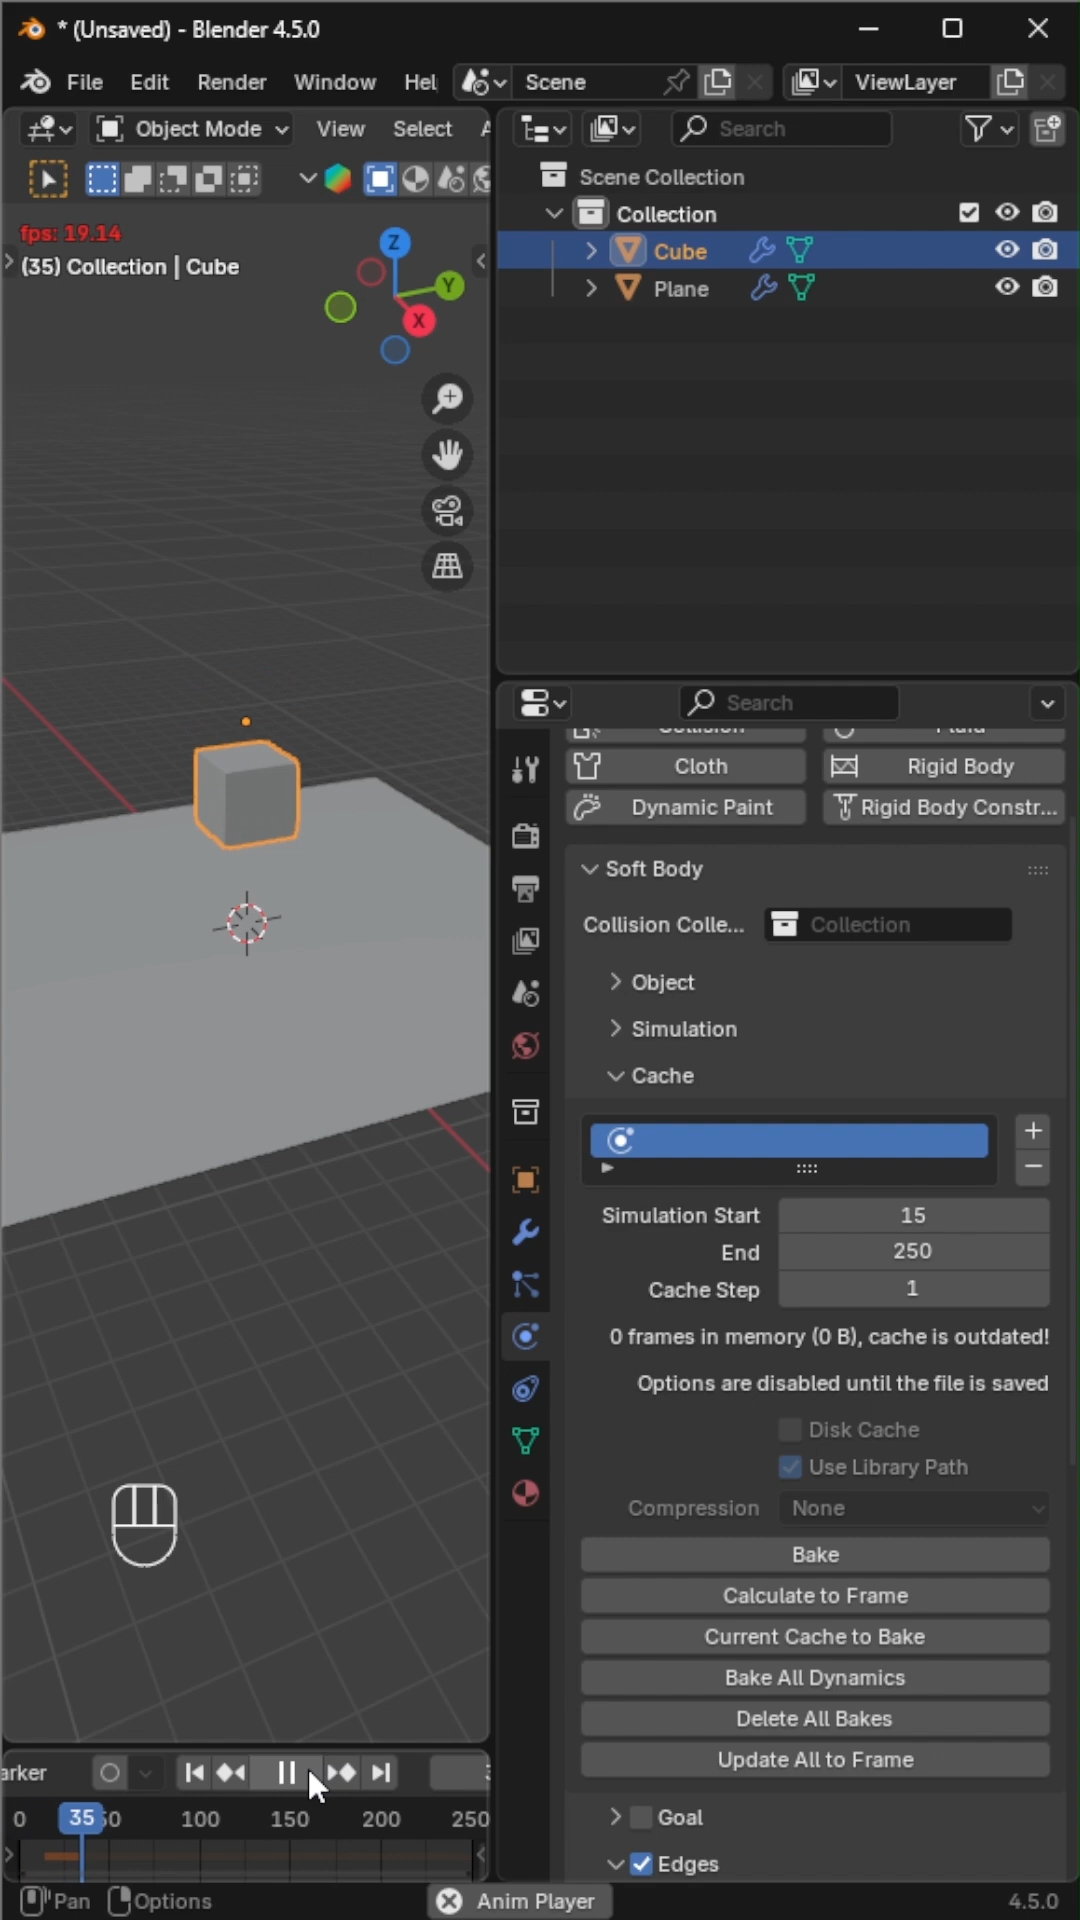 * (Unsaved) - Blender 4.5.0
File Edit Render Window Hel
Scene
ViewLayer
Object Mode View Select
Search
Scene Collection
Collection
Cube
Plane
fps: 19.14
(35) Collection | Cube
Z
Y
X
Search
Collision
Fluid
Cloth
Rigid Body
Dynamic Paint
Rigid Body Constr...
Soft Body
Collision Colle... Collection
Object
Simulation
Cache
Simulation Start 15
End 250
Cache Step 1
0 frames in memory (0 B), cache is outdated!
Options are disabled until the file is saved
Disk Cache
Use Library Path
Compression None
Bake
Calculate to Frame
Current Cache to Bake
Bake All Dynamics
Delete All Bakes
Update All to Frame
Goal
Edges
arker
0 35 50 100 150 200 250
Pan Options Anim Player 4.5.0